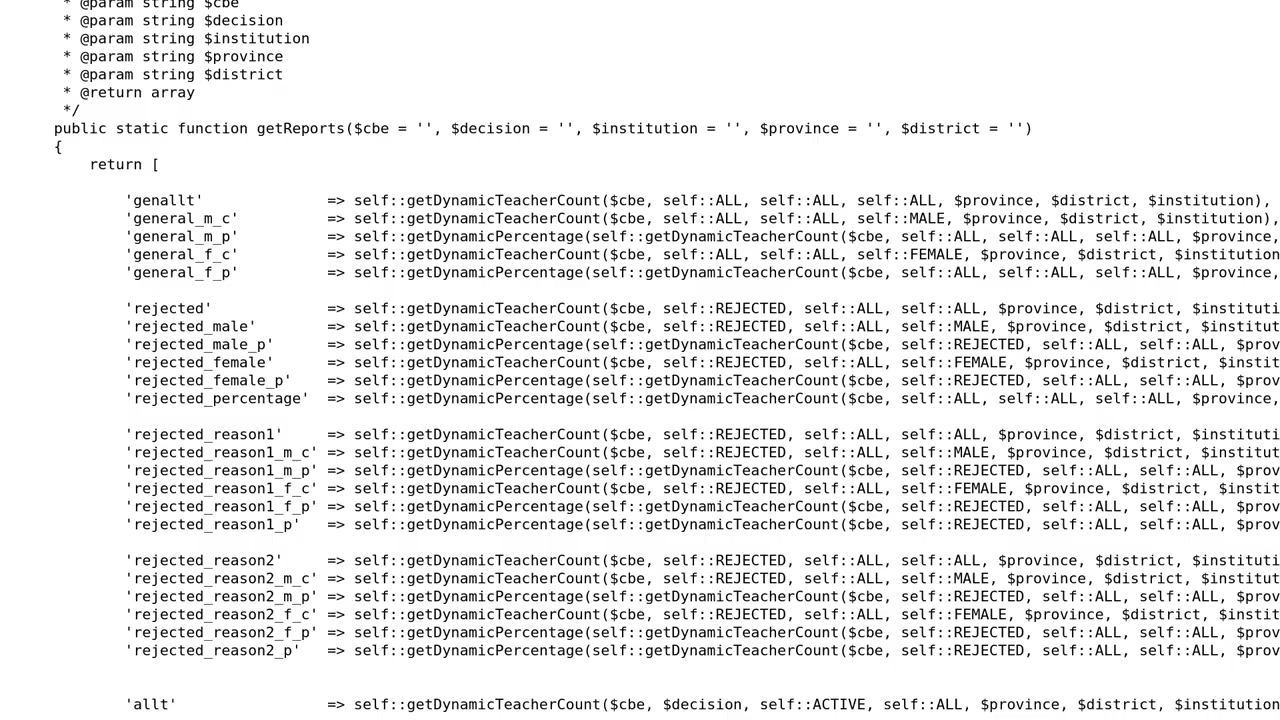 * @param string $cbe
* @param string $decision
* @param string $institution
* @param string $province
* @param string $district
* @return array
*/
public static function getReports($cbe = '', $decision = '', $institution = '', $province = '', $district = '')
{
return [
'genallt' => self::getDynamicTeacherCount($cbe, self::ALL, self::ALL, self::ALL, $province, $district, $institution),
'general_m_c' => self::getDynamicTeacherCount($cbe, self::ALL, self::ALL, self::MALE, $province, $district, $institution),
'general_m_p' => self::getDynamicPercentage(self::getDynamicTeacherCount($cbe, self::ALL, self::ALL, self::ALL, $province,
'general_f_c' => self::getDynamicTeacherCount($cbe, self::ALL, self::ALL, self::FEMALE, $province, $district, $institution
'general_f_p' => self::getDynamicPercentage(self::getDynamicTeacherCount($cbe, self::ALL, self::ALL, self::ALL, $province,
'rejected' => self::getDynamicTeacherCount($cbe, self::REJECTED, self::ALL, self::ALL, $province, $district, $instituti
'rejected_male' => self::getDynamicTeacherCount($cbe, self::REJECTED, self::ALL, self::MALE, $province, $district, $institut
'rejected_male_p' => self::getDynamicPercentage(self::getDynamicTeacherCount($cbe, self::REJECTED, self::ALL, self::ALL, $prov
'rejected_female' => self::getDynamicTeacherCount($cbe, self::REJECTED, self::ALL, self::FEMALE, $province, $district, $instit
'rejected_female_p' => self::getDynamicPercentage(self::getDynamicTeacherCount($cbe, self::REJECTED, self::ALL, self::ALL, $prov
'rejected_percentage' => self::getDynamicPercentage(self::getDynamicTeacherCount($cbe, self::ALL, self::ALL, self::ALL, $province,
'rejected_reason1' => self::getDynamicTeacherCount($cbe, self::REJECTED, self::ALL, self::ALL, $province, $district, $instituti
'rejected_reason1_m_c' => self::getDynamicTeacherCount($cbe, self::REJECTED, self::ALL, self::MALE, $province, $district, $institut
'rejected_reason1_m_p' => self::getDynamicPercentage(self::getDynamicTeacherCount($cbe, self::REJECTED, self::ALL, self::ALL, $prov
'rejected_reason1_f_c' => self::getDynamicTeacherCount($cbe, self::REJECTED, self::ALL, self::FEMALE, $province, $district, $instit
'rejected_reason1_f_p' => self::getDynamicPercentage(self::getDynamicTeacherCount($cbe, self::REJECTED, self::ALL, self::ALL, $prov
'rejected_reason1_p' => self::getDynamicPercentage(self::getDynamicTeacherCount($cbe, self::REJECTED, self::ALL, self::ALL, $prov
'rejected_reason2' => self::getDynamicTeacherCount($cbe, self::REJECTED, self::ALL, self::ALL, $province, $district, $instituti
'rejected_reason2_m_c' => self::getDynamicTeacherCount($cbe, self::REJECTED, self::ALL, self::MALE, $province, $district, $institut
'rejected_reason2_m_p' => self::getDynamicPercentage(self::getDynamicTeacherCount($cbe, self::REJECTED, self::ALL, self::ALL, $prov
'rejected_reason2_f_c' => self::getDynamicTeacherCount($cbe, self::REJECTED, self::ALL, self::FEMALE, $province, $district, $instit
'rejected_reason2_f_p' => self::getDynamicPercentage(self::getDynamicTeacherCount($cbe, self::REJECTED, self::ALL, self::ALL, $prov
'rejected_reason2_p' => self::getDynamicPercentage(self::getDynamicTeacherCount($cbe, self::REJECTED, self::ALL, self::ALL, $prov
'allt' => self::getDynamicTeacherCount($cbe, $decision, self::ACTIVE, self::ALL, $province, $district, $institution